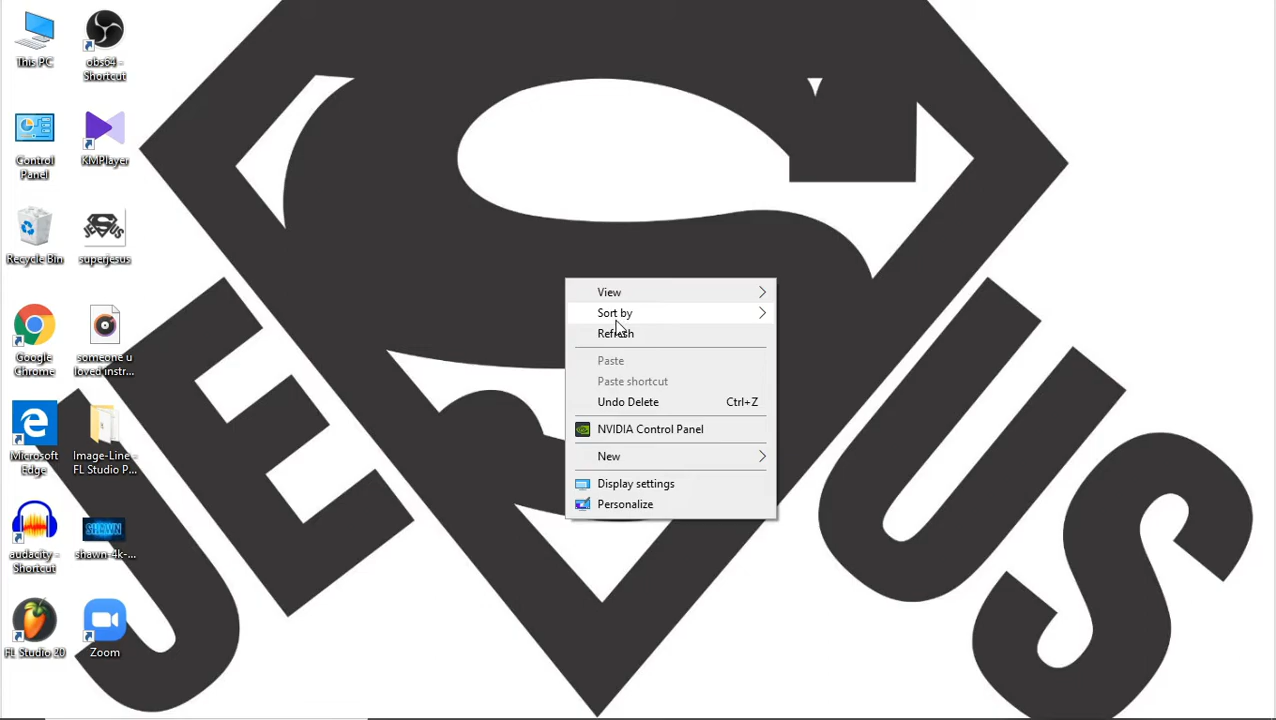 This PC
obs64 -
Shortcut
Control
Panel
KMPlayer
Recycle Bin
superjesus
Google
Chrome
someone u
loved instr...
Microsoft
Edge
Image-Line -
FL Studio P...
audacity -
Shortcut
shawn-4k-...
SHAWN
FL Studio 20
Zoom
View
Sort by
Refresh
Paste
Paste shortcut
Undo Delete Ctrl+Z
NVIDIA Control Panel
New
Display settings
Personalize
JESUS